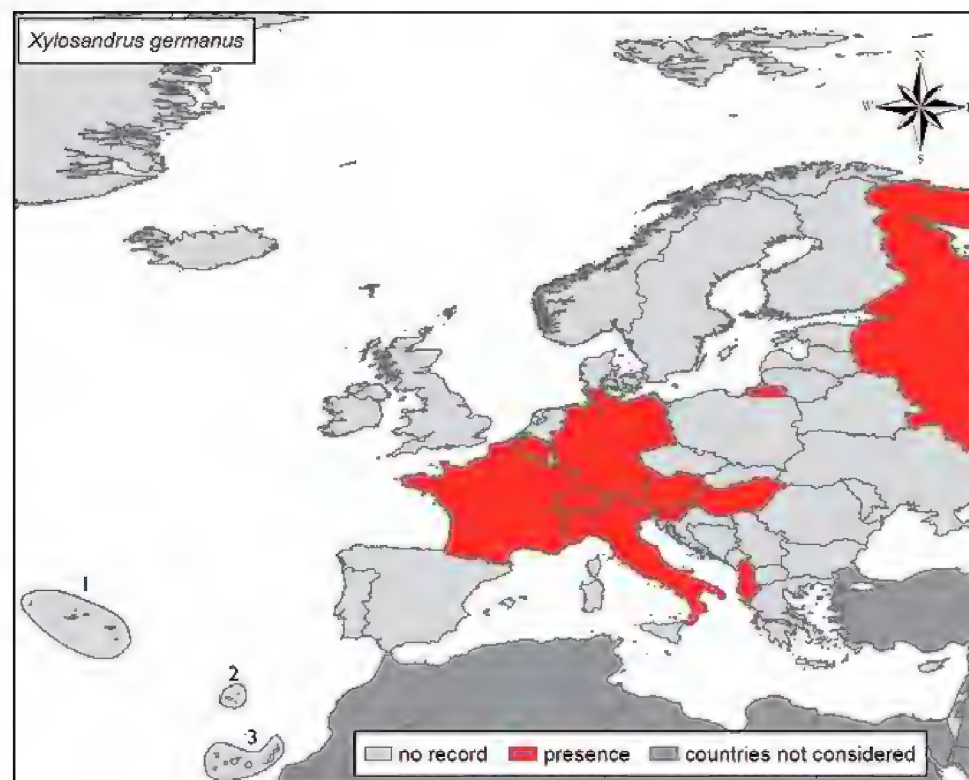 Xylosandrus germanus
N
W
E
S
1
2
3
no record
presence
countries not considered